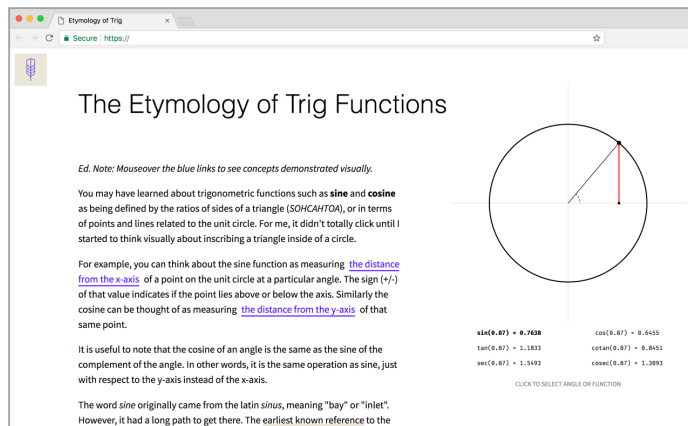 Etymology of Trig
Secure https://
The Etymology of Trig Functions
Ed. Note: Mouseover the blue links to see concepts demonstrated visually.
You may have learned about trigonometric functions such as sine and cosine
as being defined by the ratios of sides of a triangle (SOHCAHTOA), or in terms
of points and lines related to the unit circle. For me, it didn't totally click until I
started to think visually about inscribing a triangle inside of a circle.
For example, you can think about the sine function as measuring the distance
from the x-axis of a point on the unit circle at a particular angle. The sign (+/-)
of that value indicates if the point lies above or below the axis. Similarly the
cosine can be thought of as measuring the distance from the y-axis of that
same point.
It is useful to note that the cosine of an angle is the same as the sine of the
complement of the angle. In other words, it is the same operation as sine, just
with respect to the y-axis instead of the x-axis.
The word sine originally came from the latin sinus, meaning "bay" or "inlet".
However, it had a long path to get there. The earliest known reference to the
sin(0.87) = 0.7638 cos(0.87) = 0.6455
tan(0.87) = 1.1833 cotan(0.87) = 0.8451
sec(0.87) = 1.5493 cosec(0.87) = 1.3093
CLICK TO SELECT ANGLE OR FUNCTION